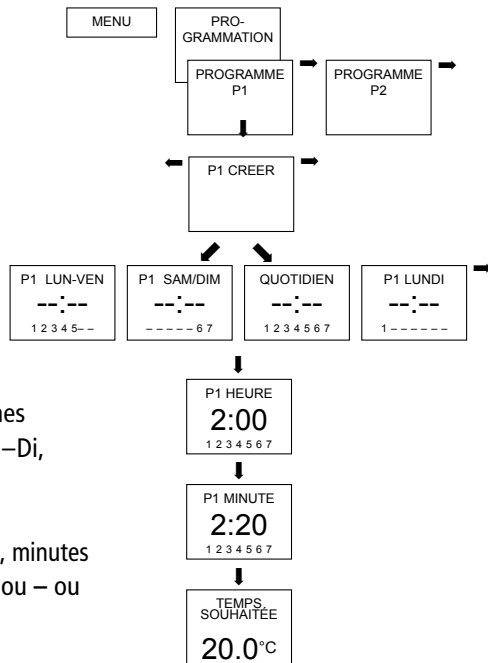 MENU
PRO-
GRAMMATION
PROGRAMME
P1
PROGRAMME
P2
P1 CREER
P1 LUN-VEN
--:--
1 2 3 4 5 – –
P1 SAM/DIM
--:--
– – – – – 6 7
QUOTIDIEN
--:--
1 2 3 4 5 6 7
P1 LUNDI
--:--
1 – – – – – –
P1 HEURE
2:00
1 2 3 4 5 6 7
nes
–Di,
P1 MINUTE
2:20
1 2 3 4 5 6 7
, minutes
ou – ou
TEMPS.
SOUHAITÉE
20.0°C